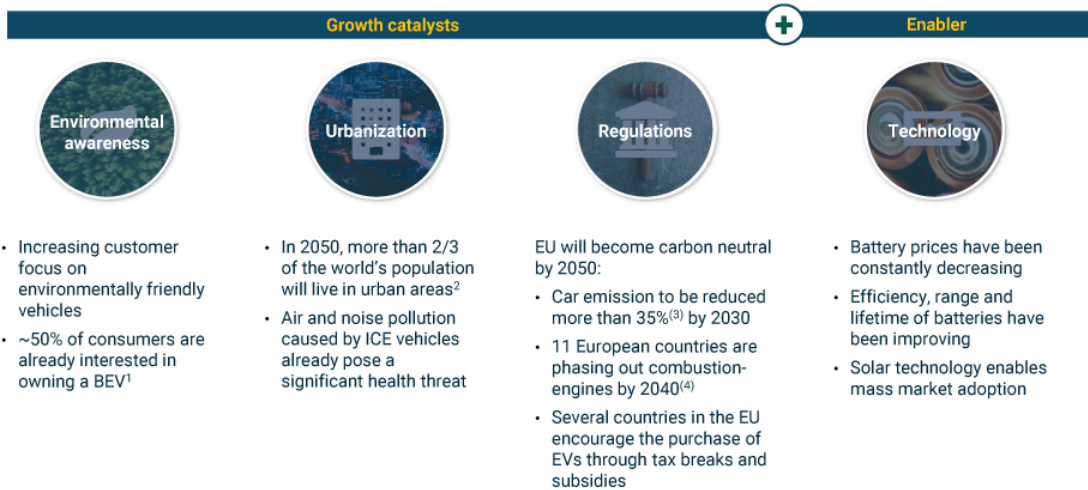 Growth catalysts
Enabler
Environmental
awareness
Urbanization
Regulations
Technology
• Increasing customer
focus on
environmentally friendly
vehicles
• ~50% of consumers are
already interested in
owning a BEV¹
• In 2050, more than 2/3
of the world's population
will live in urban areas²
• Air and noise pollution
caused by ICE vehicles
already pose a
significant health threat
EU will become carbon neutral
by 2050:
• Car emission to be reduced
more than 35%⁽³⁾ by 2030
• 11 European countries are
phasing out combustion-
engines by 2040⁽⁴⁾
• Several countries in the EU
encourage the purchase of
EVs through tax breaks and
subsidies
• Battery prices have been
constantly decreasing
• Efficiency, range and
lifetime of batteries have
been improving
• Solar technology enables
mass market adoption